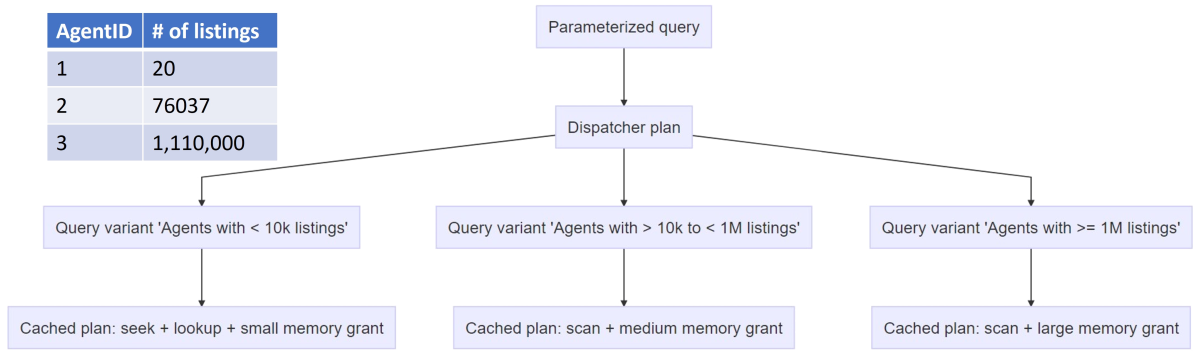 AgentID # of listings
1 20
2 76037
3 1,110,000
Parameterized query
Dispatcher plan
Query variant 'Agents with < 10k listings'
Query variant 'Agents with > 10k to < 1M listings'
Query variant 'Agents with >= 1M listings'
Cached plan: seek + lookup + small memory grant
Cached plan: scan + medium memory grant
Cached plan: scan + large memory grant